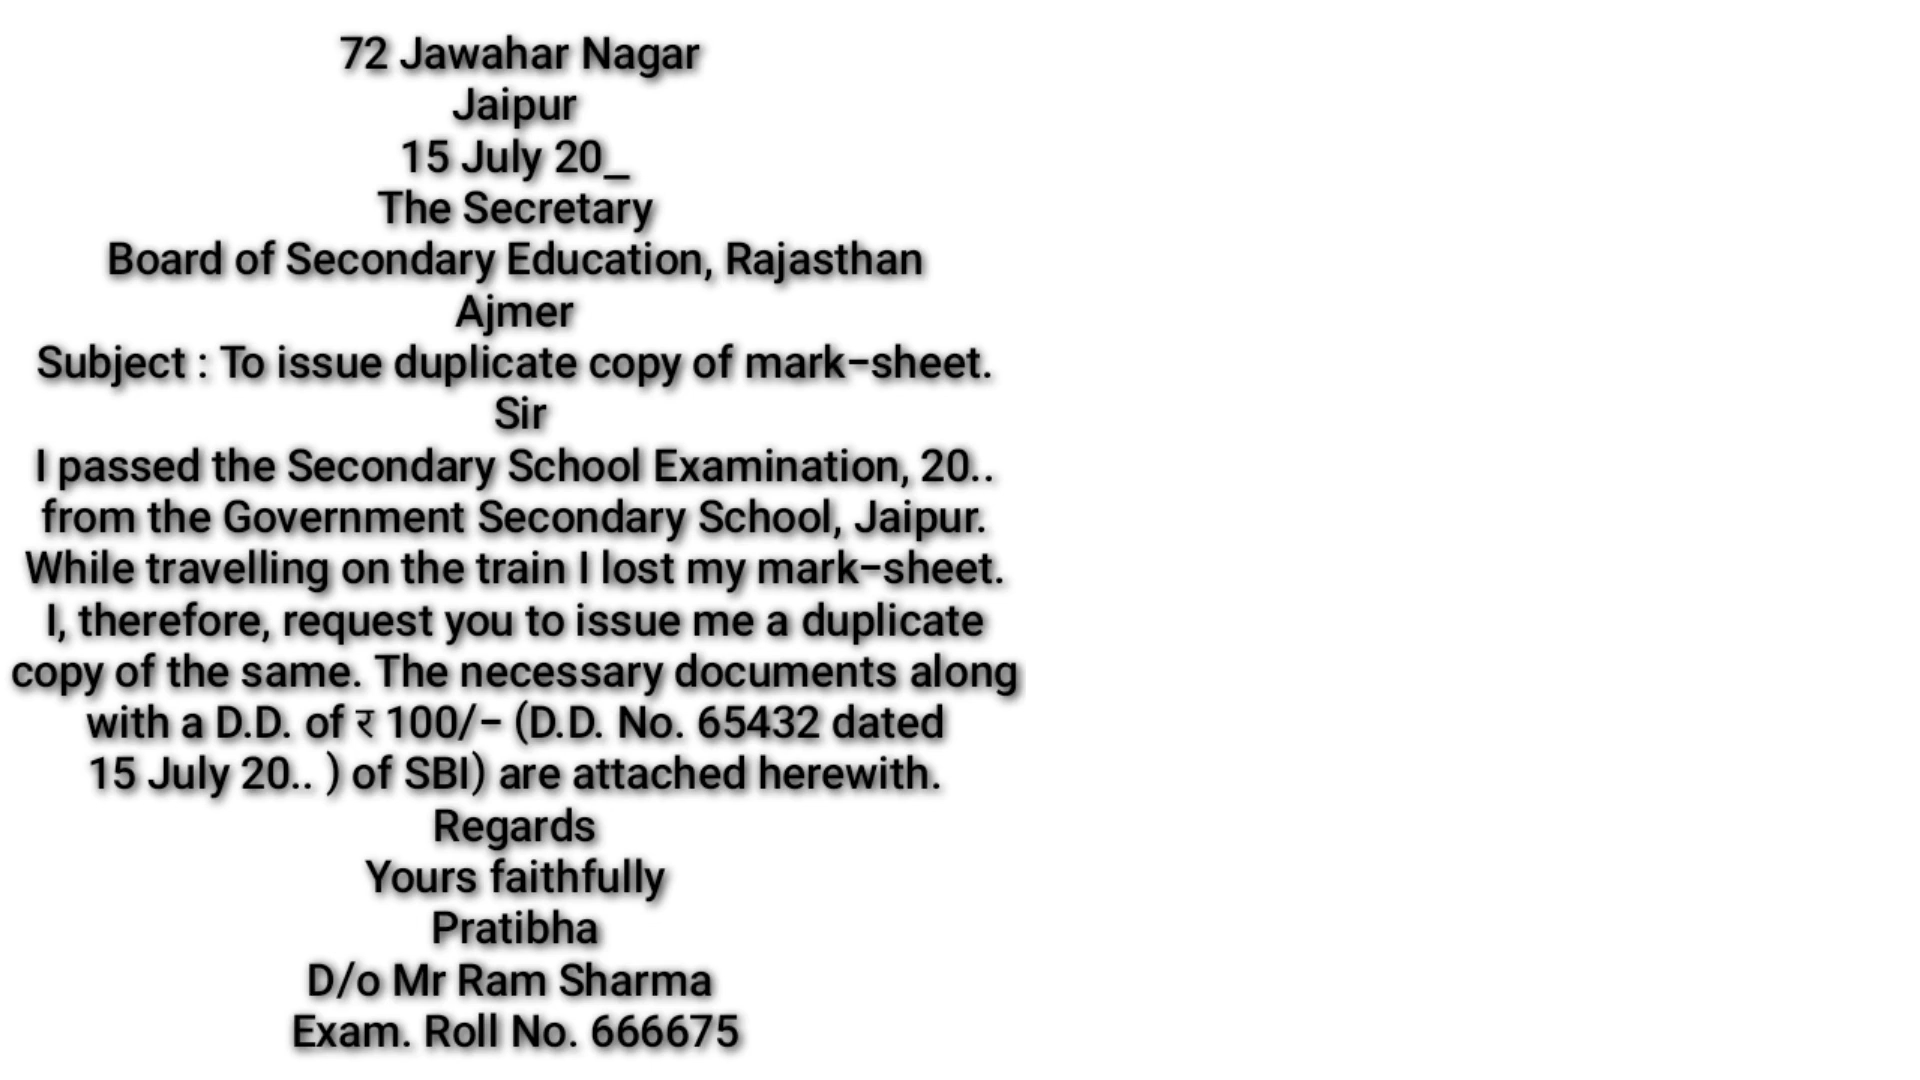 72 Jawahar Nagar
Jaipur
15 July 20_
The Secretary
Board of Secondary Education, Rajasthan
Ajmer
Subject : To issue duplicate copy of mark-sheet.
Sir
I passed the Secondary School Examination, 20..
from the Government Secondary School, Jaipur.
While travelling on the train I lost my mark-sheet.
I, therefore, request you to issue me a duplicate
copy of the same. The necessary documents along
with a D.D. of ₹ 100/- (D.D. No. 65432 dated
15 July 20.. ) of SBI) are attached herewith.
Regards
Yours faithfully
Pratibha
D/o Mr Ram Sharma
Exam. Roll No. 666675